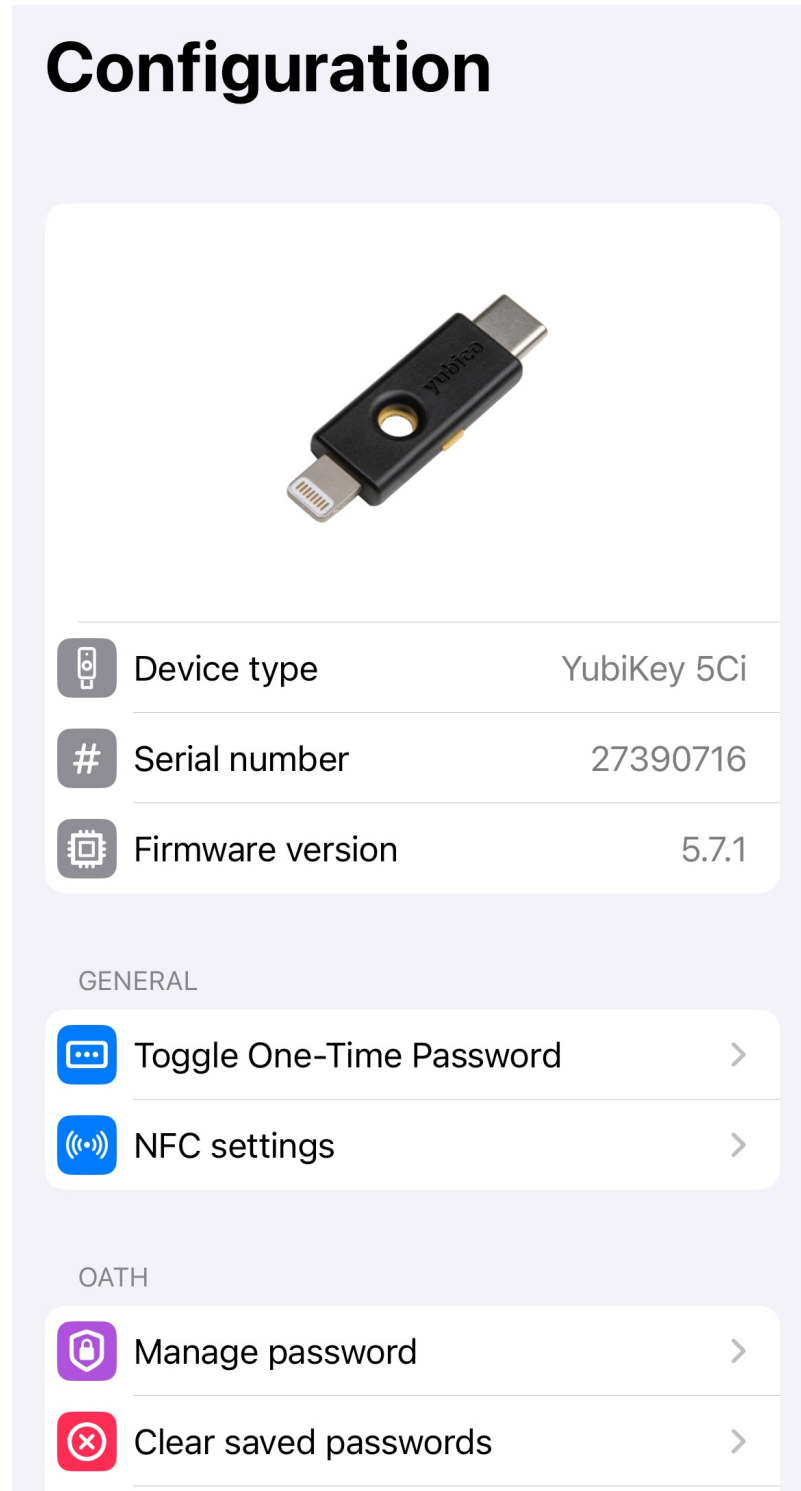 Configuration
yubico
Device type YubiKey 5Ci
# Serial number 27390716
Firmware version 5.7.1
GENERAL
Toggle One-Time Password
NFC settings
OATH
Manage password
Clear saved passwords